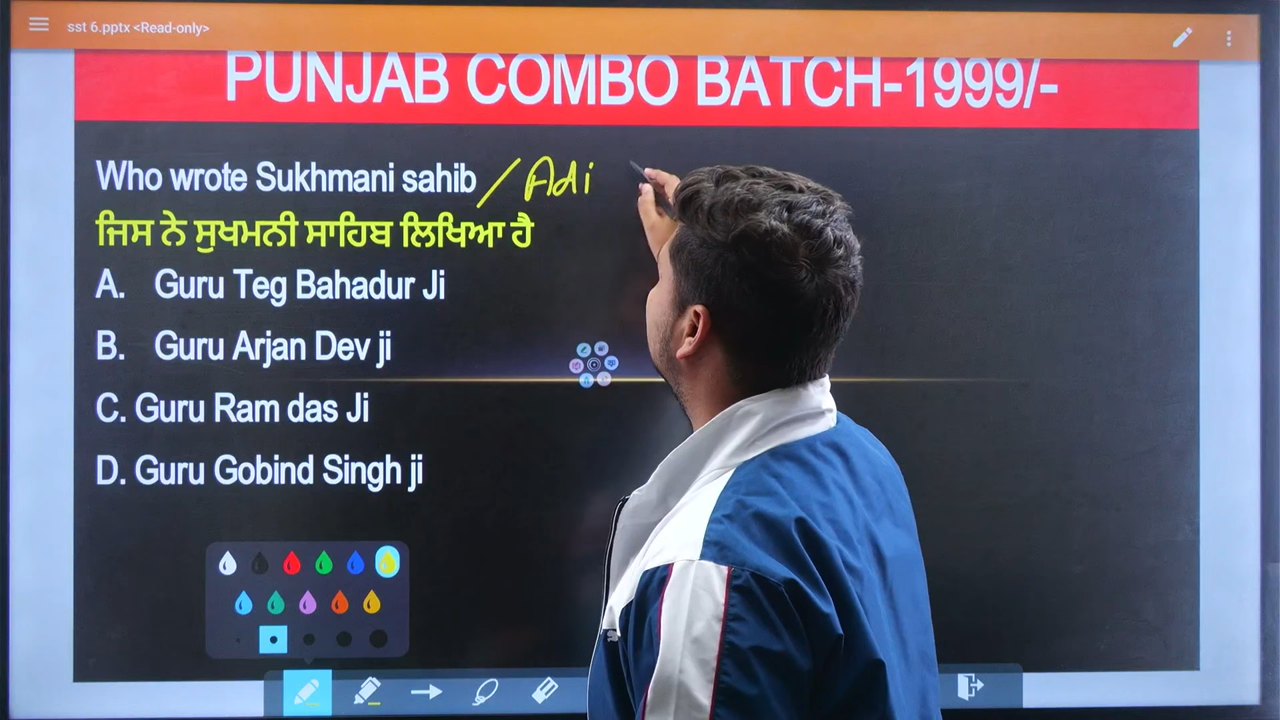 sst 6.pptx <Read-only>
PUNJAB COMBO BATCH-1999/-
Who wrote Sukhmani sahib / Adi
ਜਿਸ ਨੇ ਸੁਖਮਨੀ ਸਾਹਿਬ ਲਿਖਿਆ ਹੈ
A. Guru Teg Bahadur Ji
B. Guru Arjan Dev ji
C. Guru Ram das Ji
D. Guru Gobind Singh ji